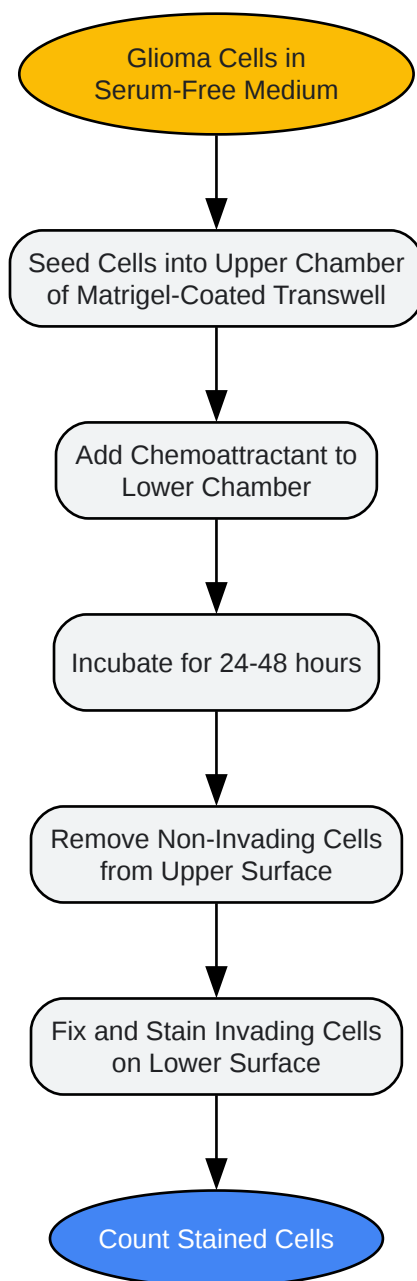 Glioma Cells in
Serum-Free Medium
Seed Cells into Upper Chamber
of Matrigel-Coated Transwell
Add Chemoattractant to
Lower Chamber
Incubate for 24-48 hours
Remove Non-Invading Cells
from Upper Surface
Fix and Stain Invading Cells
on Lower Surface
Count Stained Cells